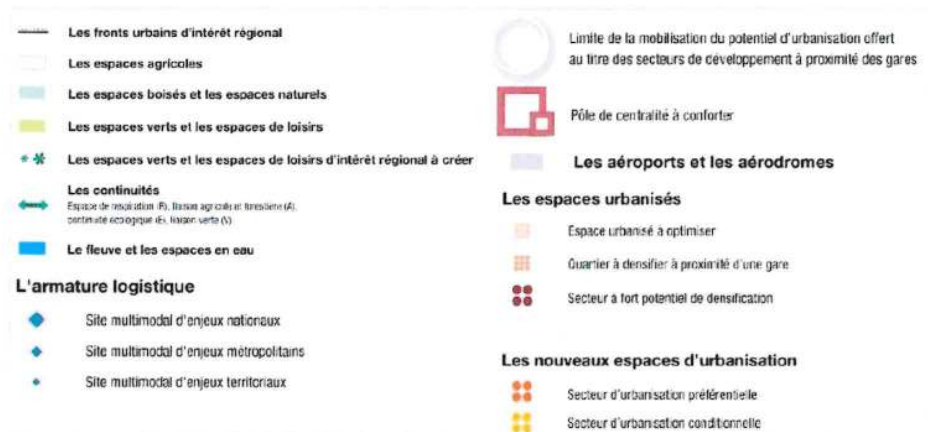 Les fronts urbains d'intérêt régional
Les espaces agricoles
Les espaces boisés et les espaces naturels
Les espaces verts et les espaces de loisirs
Les espaces verts et les espaces de loisirs d'intérêt régional à créer
Les continuités
Espace de respiration (R), liaison agricole et forestière (A),
continuité écologique (E), liaison verte (V)
Le fleuve et les espaces en eau
L'armature logistique
Site multimodal d'enjeux nationaux
Site multimodal d'enjeux métropolitains
Site multimodal d'enjeux territoriaux
Limite de la mobilisation du potentiel d'urbanisation offert
au titre des secteurs de développement à proximité des gares
Pôle de centralité à conforter
Les aéroports et les aérodromes
Les espaces urbanisés
Espace urbanisé à optimiser
Quartier à densifier à proximité d'une gare
Secteur à fort potentiel de densification
Les nouveaux espaces d'urbanisation
Secteur d'urbanisation préférentielle
Secteur d'urbanisation conditionnelle